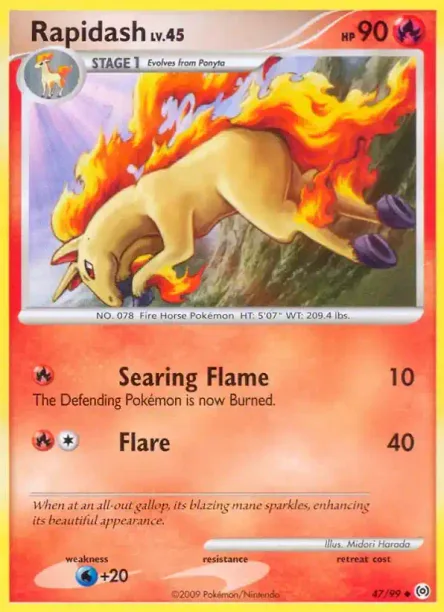 Rapidash LV.45 HP 90
STAGE 1 Evolves from Ponyta
NO. 078 Fire Horse Pokémon HT: 5'07" WT: 209.4 lbs.
Searing Flame 10
The Defending Pokémon is now Burned.
Flare 40
When at an all-out gallop, its blazing mane sparkles, enhancing
its beautiful appearance.
Illus. Midori Harada
weakness resistance retreat cost
+20
©2009 Pokémon/Nintendo 47/99